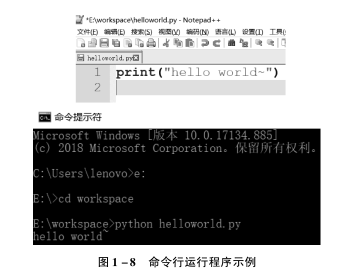 *E:\workspace\helloworld.py - Notepad++
文件(F) 编辑(E) 搜索(S) 视图(V) 编码(N) 语言(L) 设置(I) 工具(
helloworld.py
1 print("hello world~")
2
命令提示符
Microsoft Windows [版本 10.0.17134.885]
(c) 2018 Microsoft Corporation。保留所有权利。
C:\Users\lenovo>e:
E:\>cd workspace
E:\workspace>python helloworld.py
hello world~
图 1-8 命令行运行程序示例